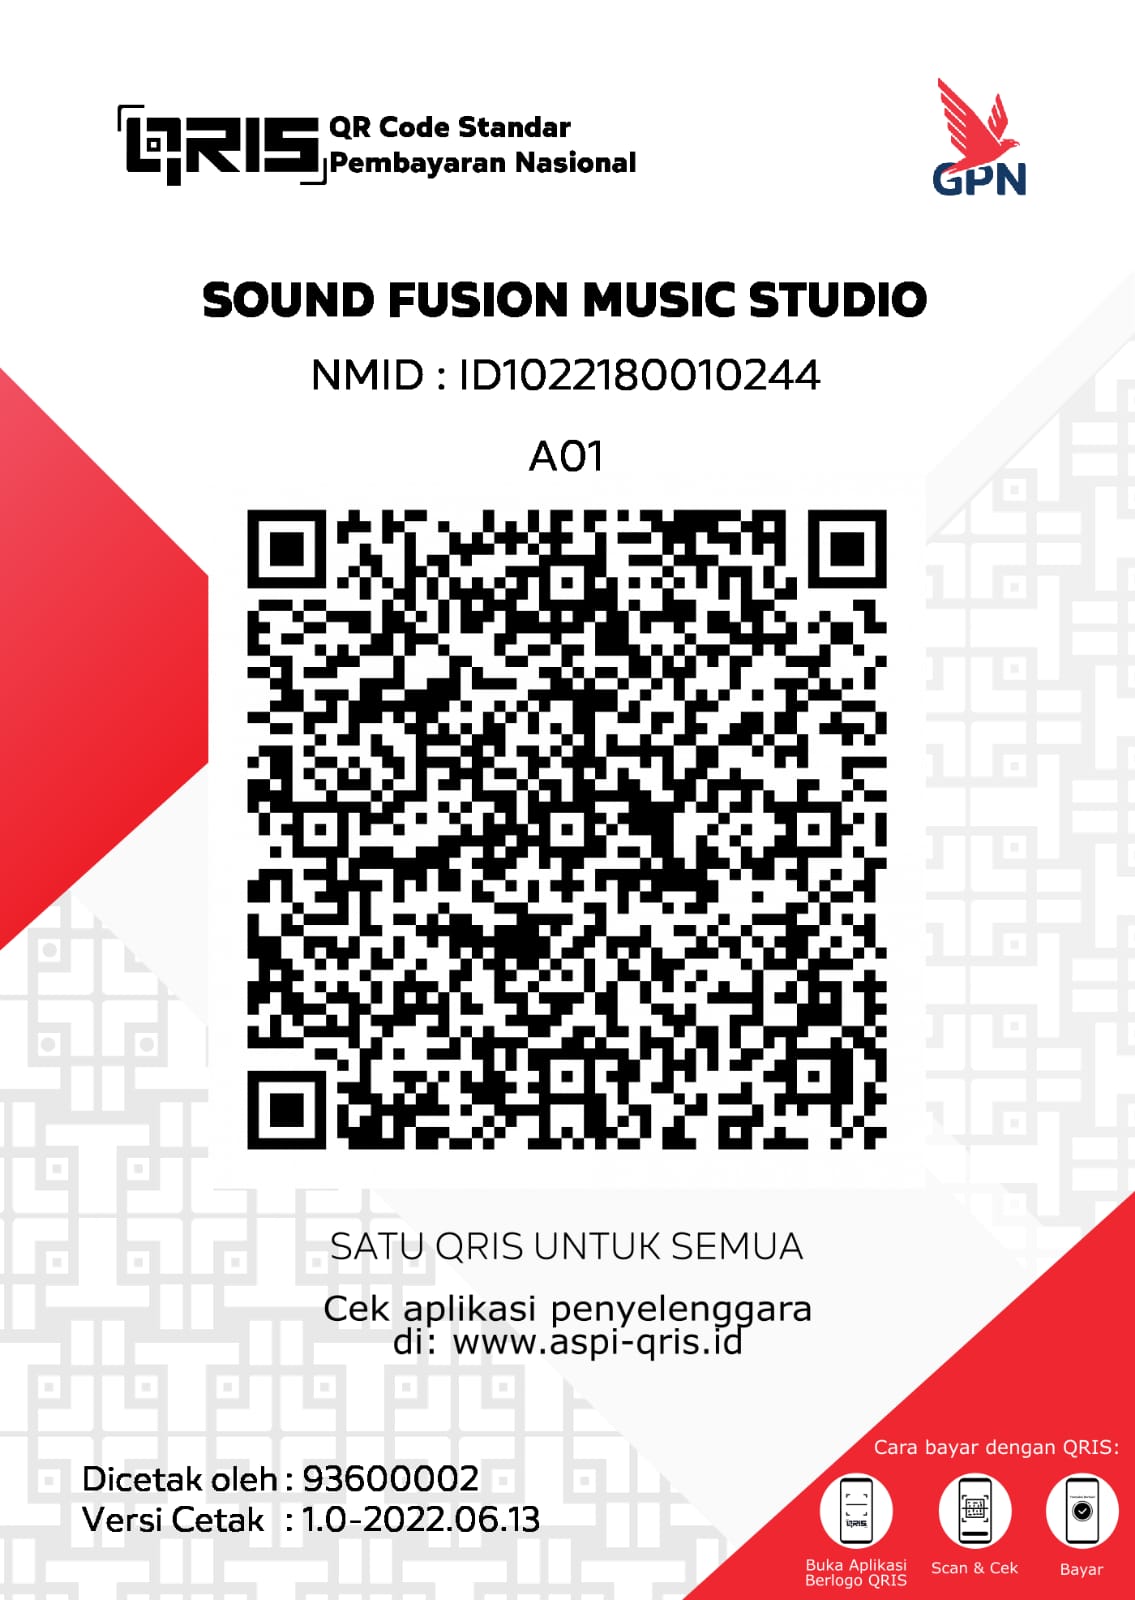 QRIS
QR Code Standar
Pembayaran Nasional
GPN
SOUND FUSION MUSIC STUDIO
NMID : ID1022180010244
A01
SATU QRIS UNTUK SEMUA
Cek aplikasi penyelenggara
di: www.aspi-qris.id
Dicetak oleh : 93600002
Versi Cetak : 1.0-2022.06.13
Cara bayar dengan QRIS:
QRIS
Buka Aplikasi
Berlogo QRIS
Scan & Cek
Bayar